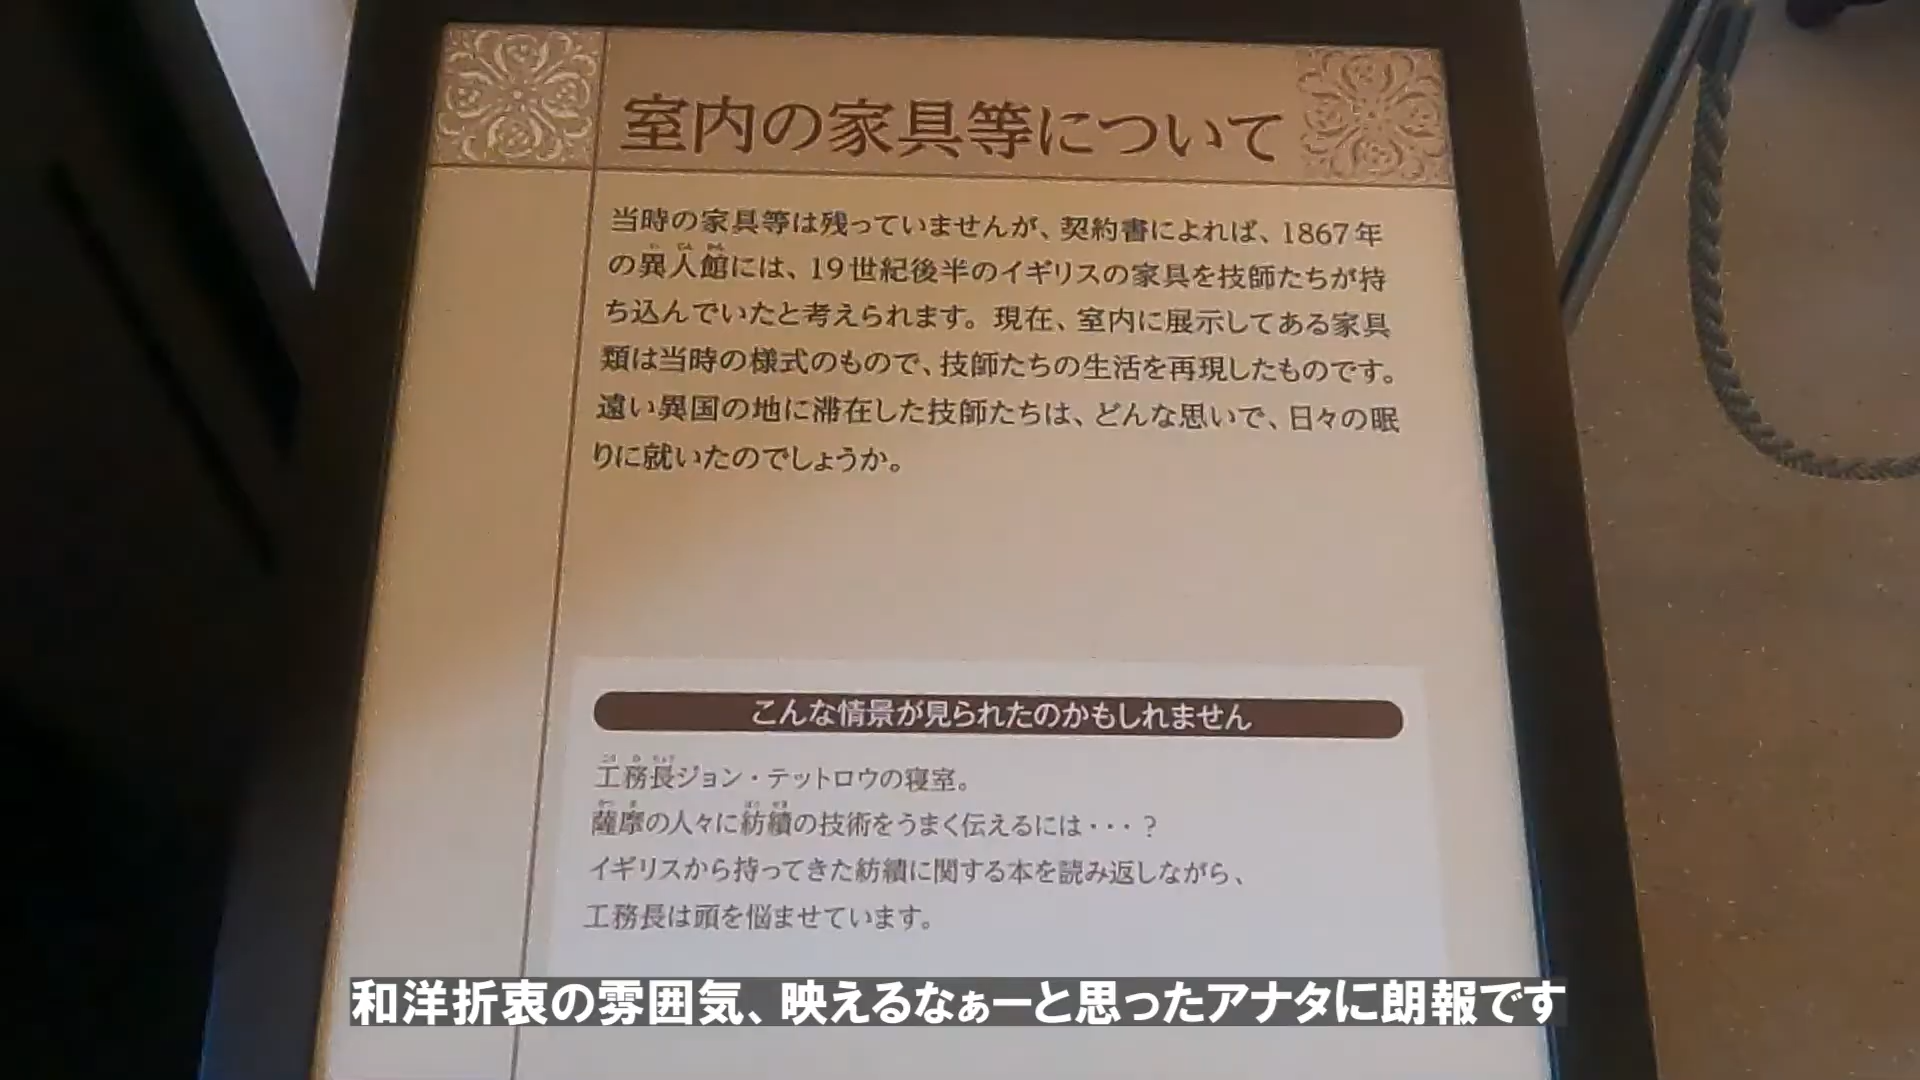 室内の家具等について
当時の家具等は残っていませんが、契約書によれば、1867年
の異人館には、19世紀後半のイギリスの家具を技師たちが持
ち込んでいたと考えられます。現在、室内に展示してある家具
類は当時の様式のもので、技師たちの生活を再現したものです。
遠い異国の地に滞在した技師たちは、どんな思いで、日々の眠
りに就いたのでしょうか。
こんな情景が見られたのかもしれません
工務長ジョン・テットロウの寝室。
薩摩の人々に紡績の技術をうまく伝えるには・・・？
イギリスから持ってきた紡績に関する本を読み返しながら、
工務長は頭を悩ませています。
和洋折衷の雰囲気、映えるなぁーと思ったアナタに朗報です